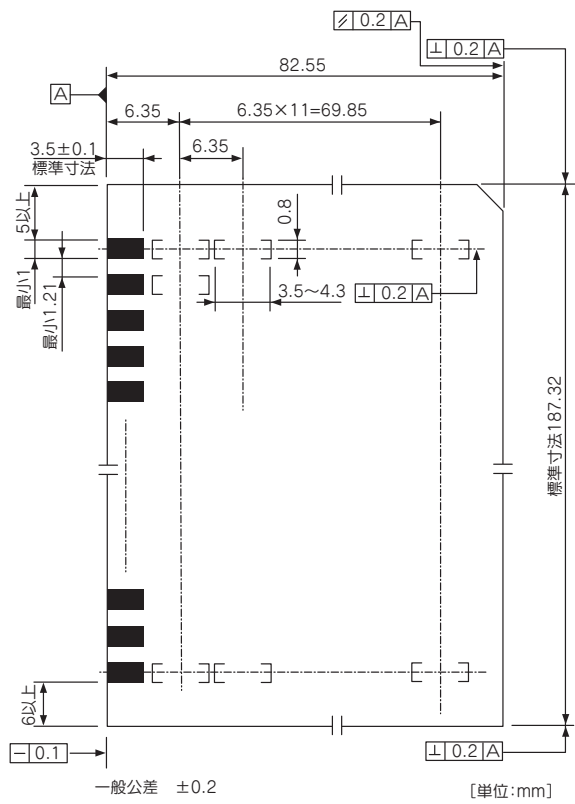 ⫽ 0.2 A
⊥ 0.2 A
82.55
A
6.35
6.35×11=69.85
3.5±0.1
標準寸法
6.35
5以上
0.8
最小1
最小1.21
3.5～4.3
⊥ 0.2 A
標準寸法187.32
6以上
— 0.1
⊥ 0.2 A
一般公差 ±0.2
[単位:mm]